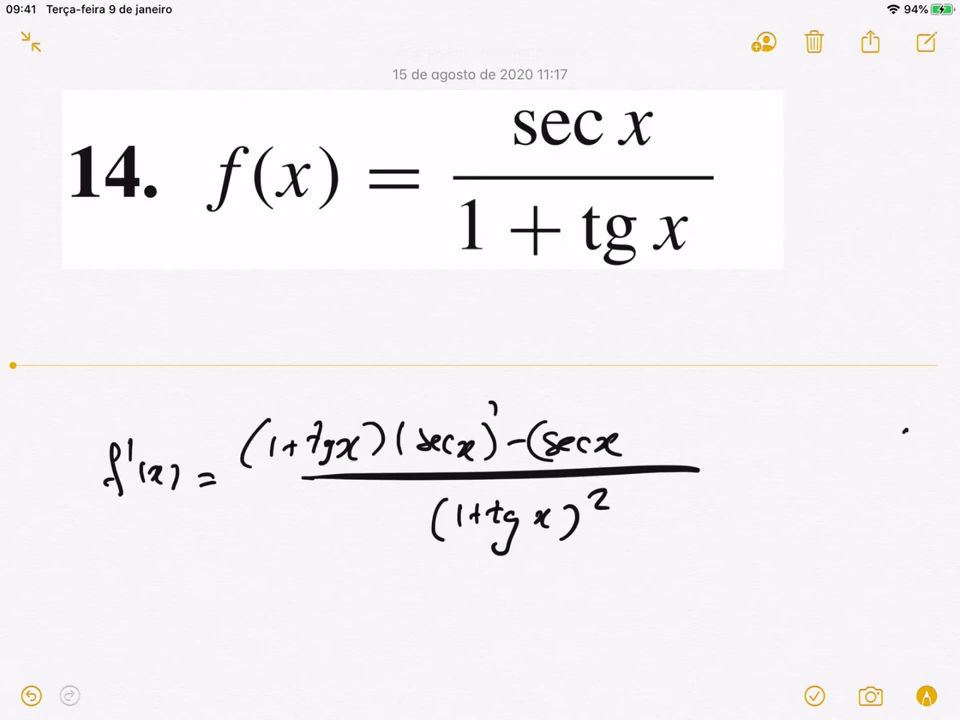 09:41 Terça-feira 9 de janeiro 94%
15 de agosto de 2020 11:17
sec x
14. f(x) = ―――
1 + tg x
(1+tgx)(secx)' -(secx
f'(x) = ―――
(1+tg x)²